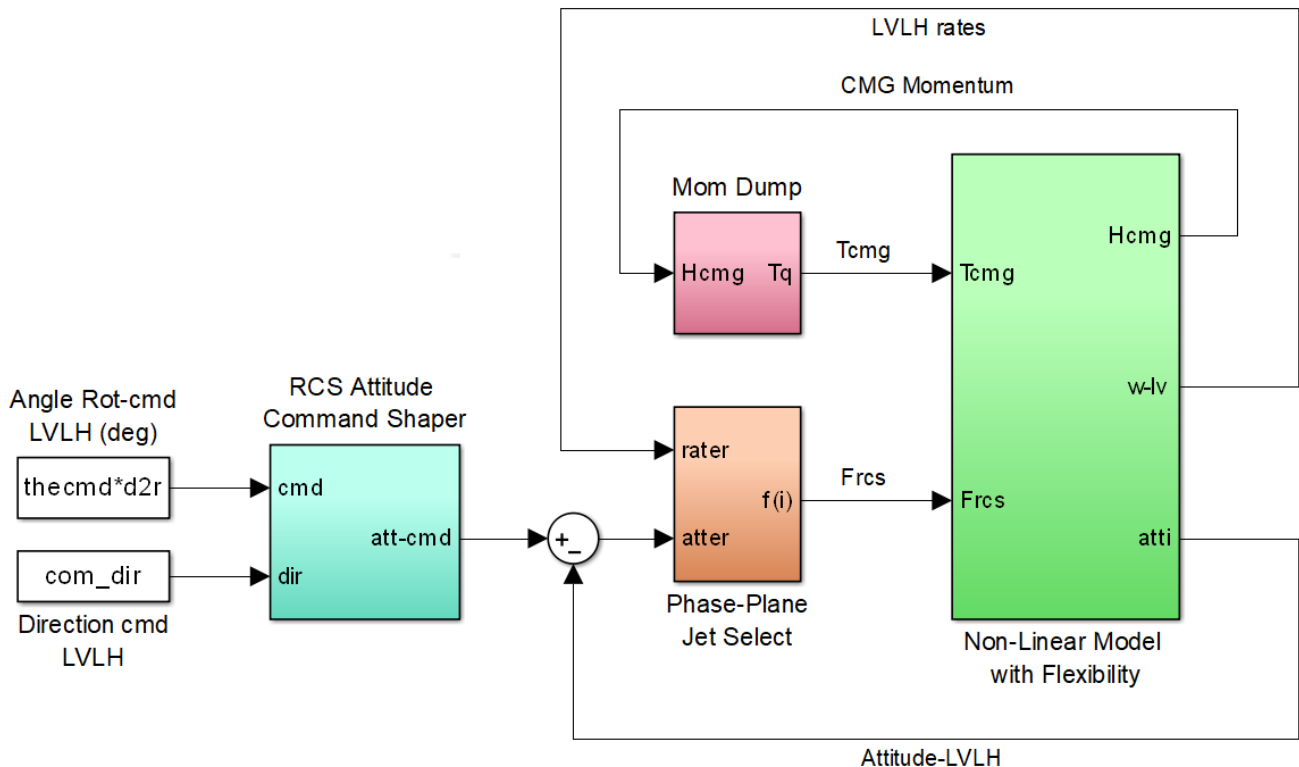 LVLH rates
CMG Momentum
Mom Dump
Hcmg Tq
Tcmg
Hcmg
Tcmg
w-lv
Frcs
atti
Non-Linear Model
with Flexibility
Angle Rot-cmd
LVLH (deg)
thecmd*d2r
com_dir
Direction cmd
LVLH
RCS Attitude
Command Shaper
cmd
att-cmd
dir
+
-
rater
f(i)
atter
Phase-Plane
Jet Select
Frcs
Attitude-LVLH